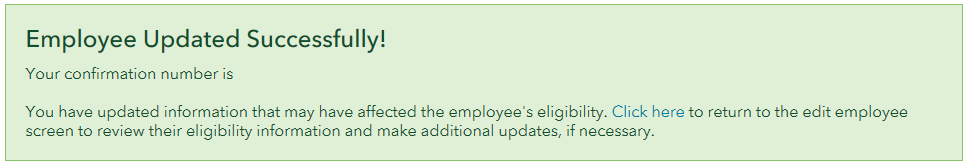 Employee Updated Successfully!
Your confirmation number is
You have updated information that may have affected the employee's eligibility. Click here to return to the edit employee
screen to review their eligibility information and make additional updates, if necessary.